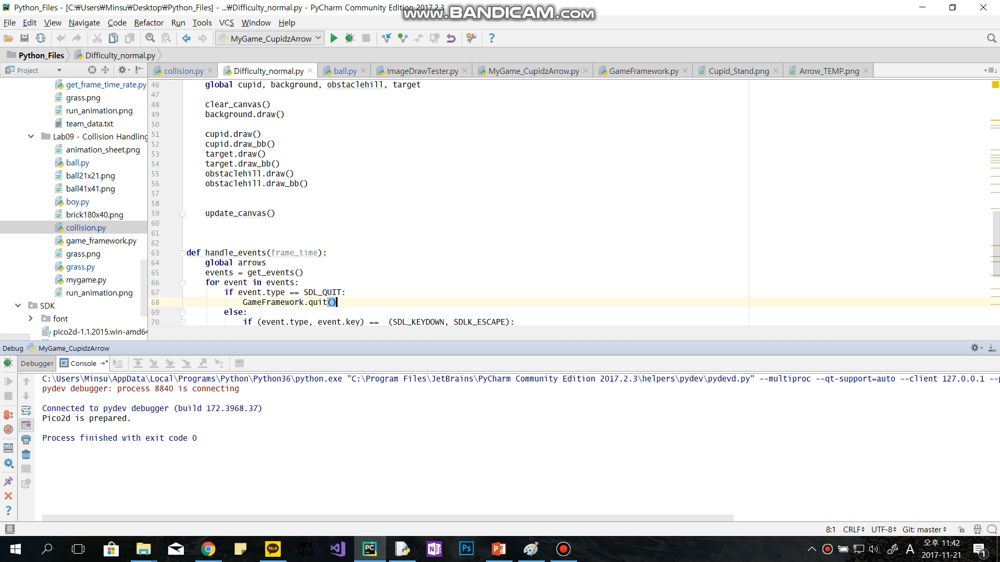 Python_Files - [C:₩Users₩Minsu₩Desktop₩Python_Files] - ...₩Difficulty_normal.py - PyCharm Community Edition 2017.2.3
www.BANDICAM.com
File Edit View Navigate Code Refactor Run Tools VCS Window Help
MyGame_CupidzArrow
Python_Files Difficulty_normal.py
Project
collision.py Difficulty_normal.py ball.py ImageDrawTester.py MyGame_CupidzArrow.py GameFramework.py Cupid_Stand.png Arrow_TEMP.png
get_frame_time_rate.py
grass.png
run_animation.png
team_data.txt
Lab09 - Collision Handling
animation_sheet.png
ball.py
ball21x21.png
ball41x41.png
boy.py
brick180x40.png
collision.py
game_framework.py
grass.png
grass.py
mygame.py
run_animation.png
SDK
font
pico2d-1.1.2015.win-amd64
46 global cupid, background, obstaclehill, target
47
48 clear_canvas()
49 background.draw()
50
51 cupid.draw()
52 cupid.draw_bb()
53 target.draw()
54 target.draw_bb()
55 obstaclehill.draw()
56 obstaclehill.draw_bb()
57
58
59 update_canvas()
60
61
62
63 def handle_events(frame_time):
64 global arrows
65 events = get_events()
66 for event in events:
67 if event.type == SDL_QUIT:
68 GameFramework.quit()
69 else:
70 if (event.type, event.key) == (SDL_KEYDOWN, SDLK_ESCAPE):
Debug MyGame_CupidzArrow
Debugger Console
C:\Users\Minsu\AppData\Local\Programs\Python\Python36\python.exe "C:\Program Files\JetBrains\PyCharm Community Edition 2017.2.3\helpers\pydev\pydevd.py" --multiproc --qt-support=auto --client 127.0.0.1 --p
pydev debugger: process 8840 is connecting
Connected to pydev debugger (build 172.3968.37)
Pico2d is prepared.
Process finished with exit code 0
8:1 CRLF UTF-8 Git: master
TALK PC N Ps P A 오후 11:42
2017-11-21
1